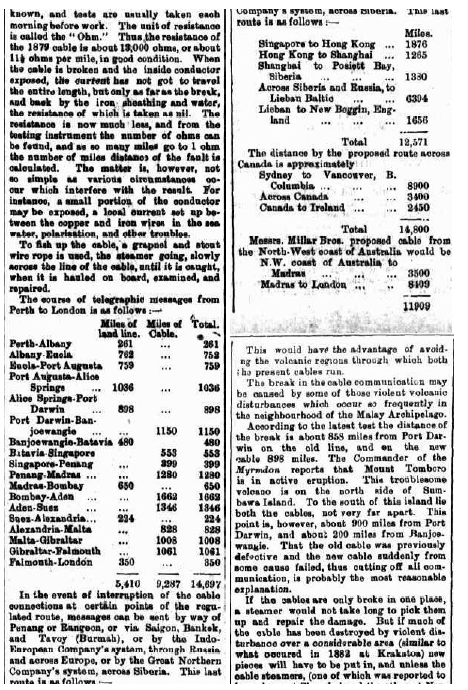 known, and tests are usually taken each
morning before work. The unit of resistance
is called the "Ohm." Thus the resistance of
the 1879 cable is about 13,000 ohms, or about
11½ ohms per mile, in good condition. When
the cable is broken and the inside conductor
exposed, the current has not got to travel
the entire length, but only as far as the break,
and back by the iron sheathing and water,
the resistance of which is taken as nil. The
resistance is now much less, and from the
testing instrument the number of ohms can
be found, and as so many miles go to 1 ohm
the number of miles distance of the fault is
calculated. The matter is, however, not
so simple as various circumstances oc-
cur which interfere with the result. For
instance, a small portion of the conductor
may be exposed, a local current set up be-
tween the copper and iron wires in the sea
water, polarisation, and other troubles.
To fish up the cable, a grapnel and stout
wire rope is used, the steamer going, slowly
across the line of the cable, until it is caught,
when it is hauled on board, examined, and
repaired.
The course of telegraphic messages from
Perth to London is as follows :—
Miles of Miles of Total.
land line. Cable.
Perth-Albany 261 ... 261
Albany-Eucla 752 ... 752
Eucla-Port Augusta 759 ... 759
Port Augusta-Alice
Springs ... 1036 ... 1036
Alice Springs-Port
Darwin ... 898 ... 898
Port Darwin-Ban-
joewangie ... 1150 1150
Banjoewangie-Batavia 480 480
Batavia-Singapore 553 553
Singapore-Penang ... 399 399
Penang-Madras ... 1280 1280
Madras-Bombay 650 650
Bombay-Aden ... 1662 1662
Aden-Suez ... 1346 1346
Suez-Alexandria... 224 ... 224
Alexandria-Malta ... 828 828
Malta-Gibraltar ... 1008 1008
Gibraltar-Falmouth ... 1061 1061
Falmouth-London 350 ... 350
5,410 9,287 14,697
In the event of interruption of the cable
connections at certain points of the regu-
lated route, messages can be sent by way of
Penang or Rangoon, or via Saigon, Bankok,
and Tavoy (Burmah), or by the Indo-
European Company's system, through Russia
and across Europe, or by the Great Northern
Company's system, across Siberia. This last
route is as follows :—
Company's system, across Siberia. This last
route is as follows :—
Miles.
Singapore to Hong Kong ... 1876
Hong Kong to Shanghai ... 1265
Shanghai to Posiett Bay,
Siberia ... ... ... 1380
Across Siberia and Russia, to
Lieban Baltic ... ... 6394
Lieban to New Beggin, Eng-
land ... ... ... 1656
Total 12,571
The distance by the proposed route across
Canada is approximately
Sydney to Vancouver, B.
Columbia ... ... ... 8900
Across Canada ... ... 3400
Canada to Ireland ... ... 2450
Total 14,800
Messrs. Millar Bros. proposed cable from
the North-West coast of Australia would be
N.W. coast of Australia to
Madras ... ... ... 3500
Madras to London ... ... 8409
11909
This would have the advantage of avoid-
ing the volcanic regions through which both
the present cables run.
The break in the cable communication may
be caused by some of those violent volcanic
disturbances which occur so frequently in
the neighbourhood of the Malay Archipelago.
According to the latest test the distance of
the break is about 858 miles from Port Dar-
win on the old line, and on the new
cable 898 miles. The Commander of the
Myrmdon reports that Mount Tomboro
is in active eruption. This troublesome
volcano is on the north side of Sum-
bawa Island. To the south of this island lie
both the cables, not very far apart. This
point is, however, about 900 miles from Port
Darwin, and about 200 miles from Banjoe-
wangie. That the old cable was previously
defective and the new cable suddenly from
some cause failed, thus cutting off all com-
munication, is probably the most reasonable
explanation.
If the cables are only broke in one place,
a steamer would not take long to pick them
up and repair the damage. But if much of
the cable has been destroyed by violent dis-
turbance over a considerable area (similar to
what occured in 1882 at Krakatoa) new
pieces will have to be put in, and unless the
cable steamers, (one of which was reported to